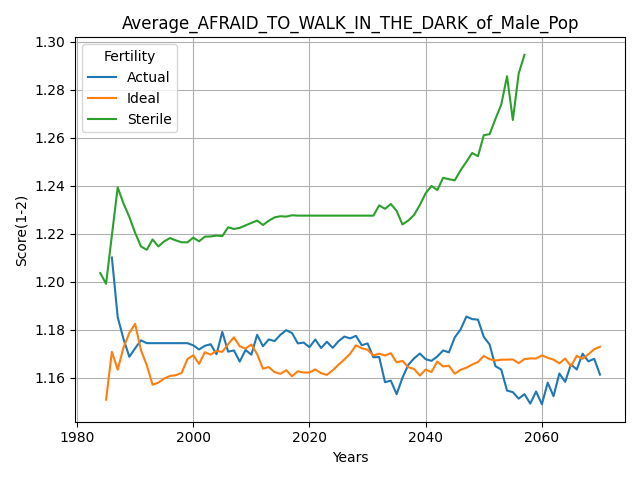 Average_AFRAID_TO_WALK_IN_THE_DARK_of_Male_Pop
Score(1-2)
1.30
1.28
1.26
1.24
1.22
1.20
1.18
1.16
Fertility
Actual
Ideal
Sterile
1980 2000 2020 2040 2060
Years